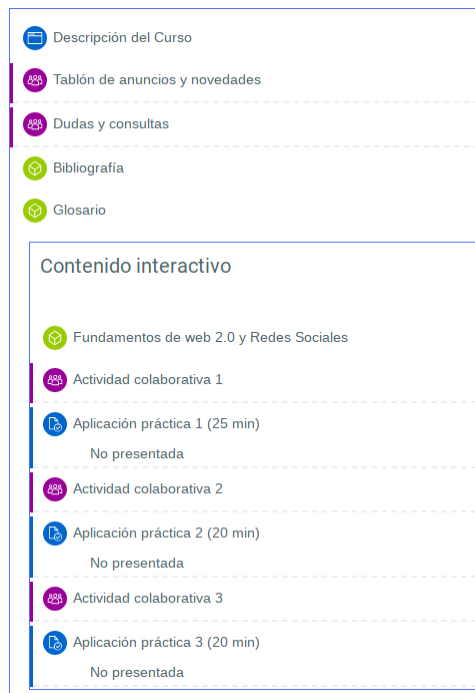 Descripción del Curso
Tablón de anuncios y novedades
Dudas y consultas
Bibliografía
Glosario
Contenido interactivo
Fundamentos de web 2.0 y Redes Sociales
Actividad colaborativa 1
Aplicación práctica 1 (25 min)
No presentada
Actividad colaborativa 2
Aplicación práctica 2 (20 min)
No presentada
Actividad colaborativa 3
Aplicación práctica 3 (20 min)
No presentada